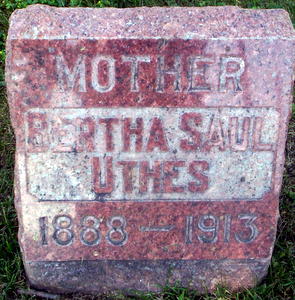 MOTHER
BERTHA SAUL
UTHES
1888 — 1913